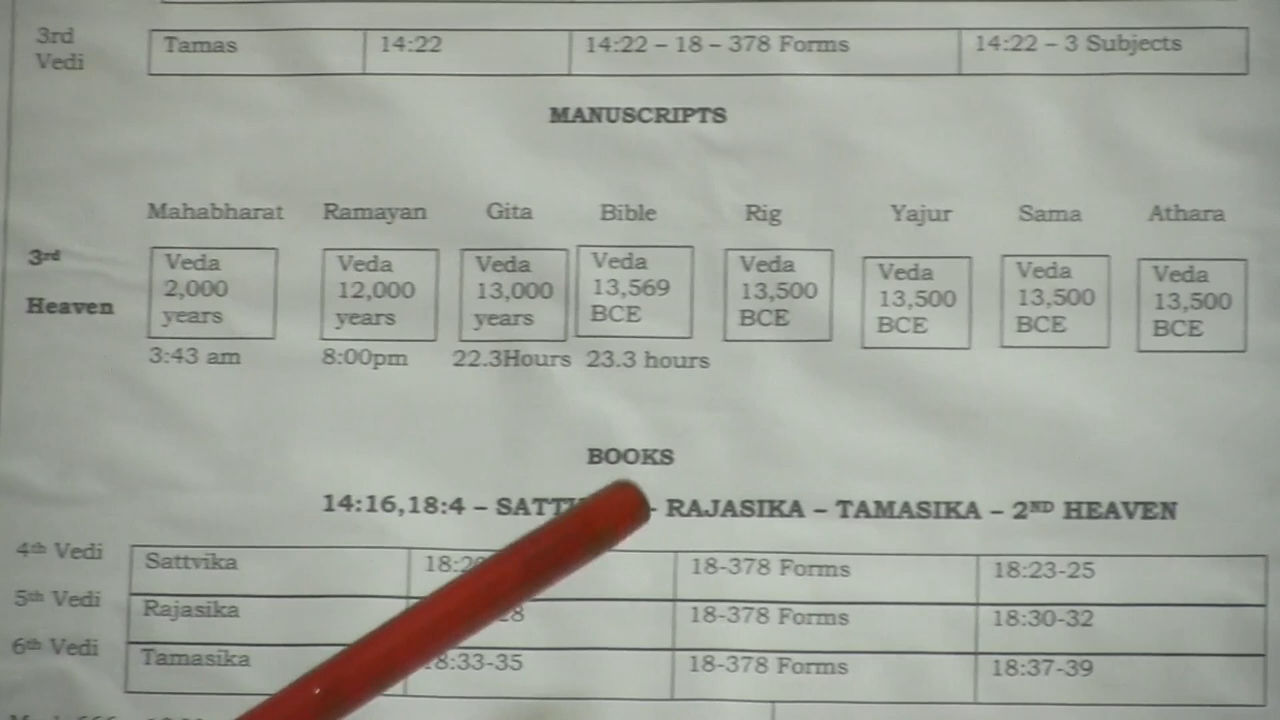 3rd Vedi Tamas 14:22 14:22 – 18 – 378 Forms 14:22 – 3 Subjects
MANUSCRIPTS
Mahabharat Ramayan Gita Bible Rig Yajur Sama Athara
3rd Heaven
Veda 2,000 years
Veda 12,000 years
Veda 13,000 years
Veda 13,569 BCE
Veda 13,500 BCE
Veda 13,500 BCE
Veda 13,500 BCE
Veda 13,500 BCE
3:43 am 8:00pm 22.3Hours 23.3 hours
BOOKS
14:16,18:4 – - RAJASIKA – TAMASIKA – 2ND HEAVEN
4th Vedi Sattvika 18-378 Forms 18:23-25
5th Vedi Rajasika 18-378 Forms 18:30-32
6th Vedi Tamasika 8:33-35 18-378 Forms 18:37-39